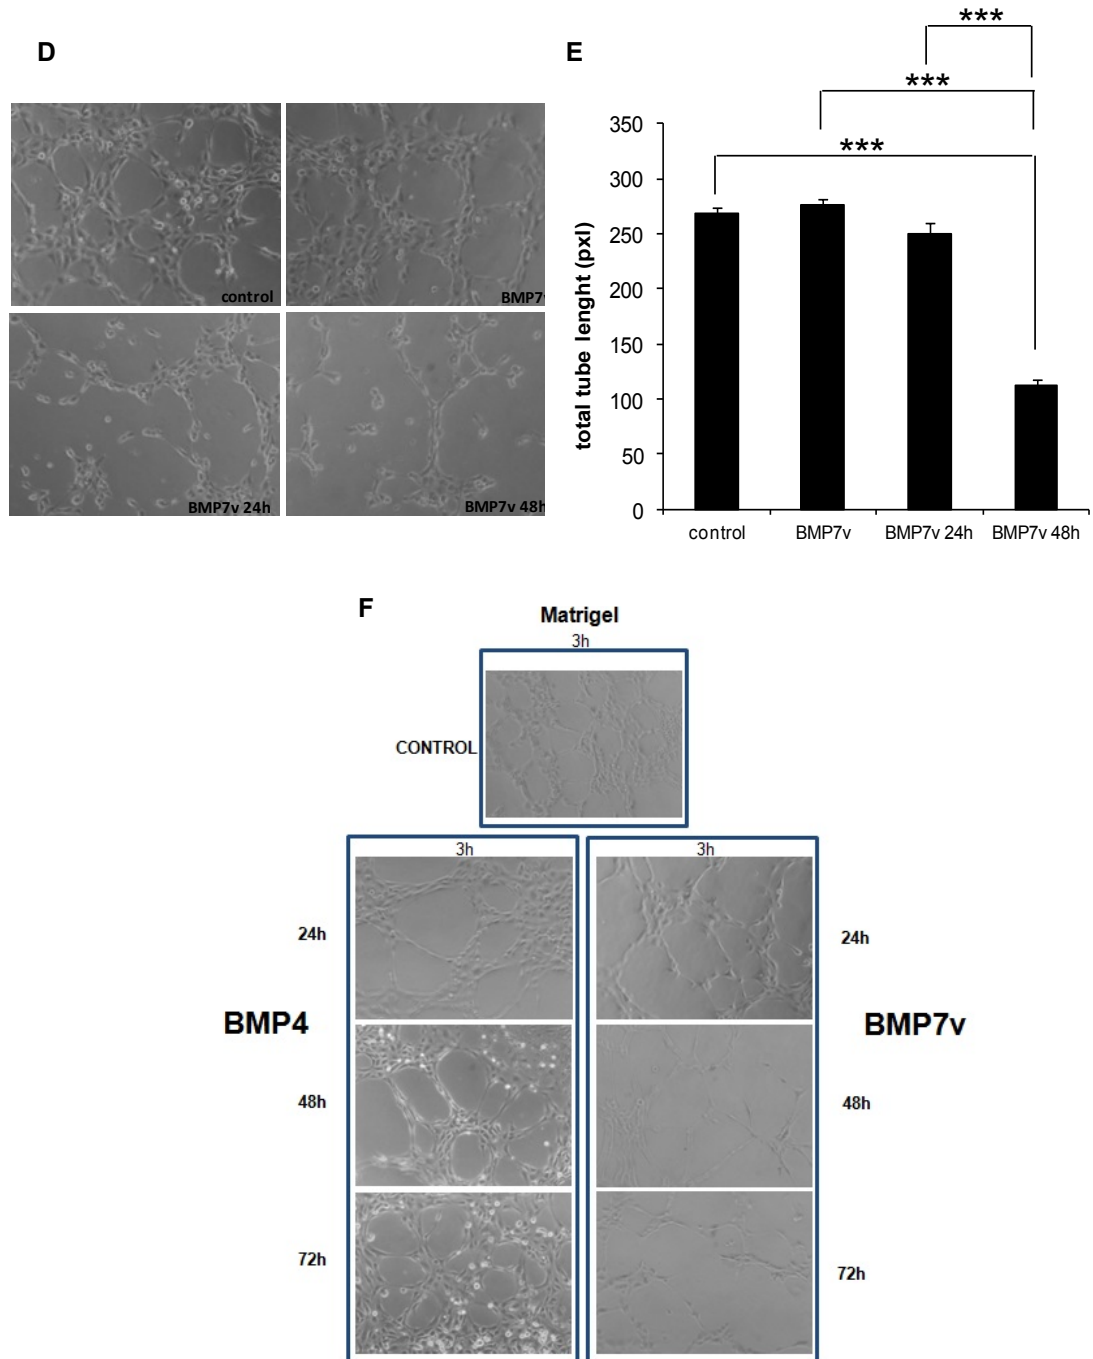 D
E
control
BMP7v
BMP7v 24h
BMP7v 48h
***
***
***
total tube lenght (pxl)
350
300
250
200
150
100
50
0
control BMP7v BMP7v 24h BMP7v 48h
F
Matrigel
3h
CONTROL
3h 3h
24h 24h
BMP4 BMP7v
48h 48h
72h 72h